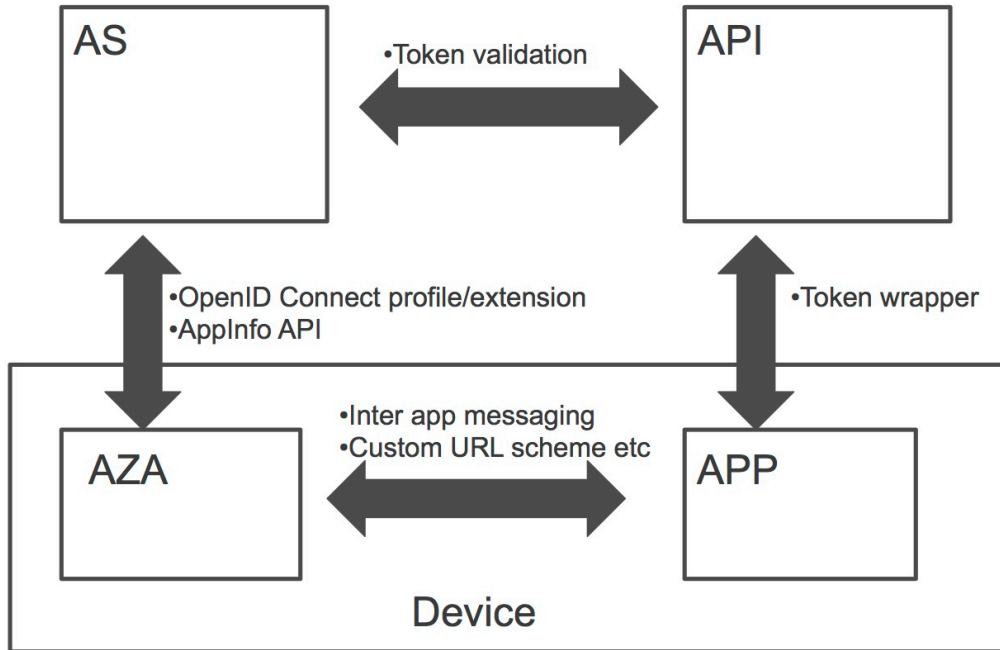 AS
•Token validation
API
•OpenID Connect profile/extension
•AppInfo API
•Token wrapper
•Inter app messaging
•Custom URL scheme etc
AZA
APP
Device